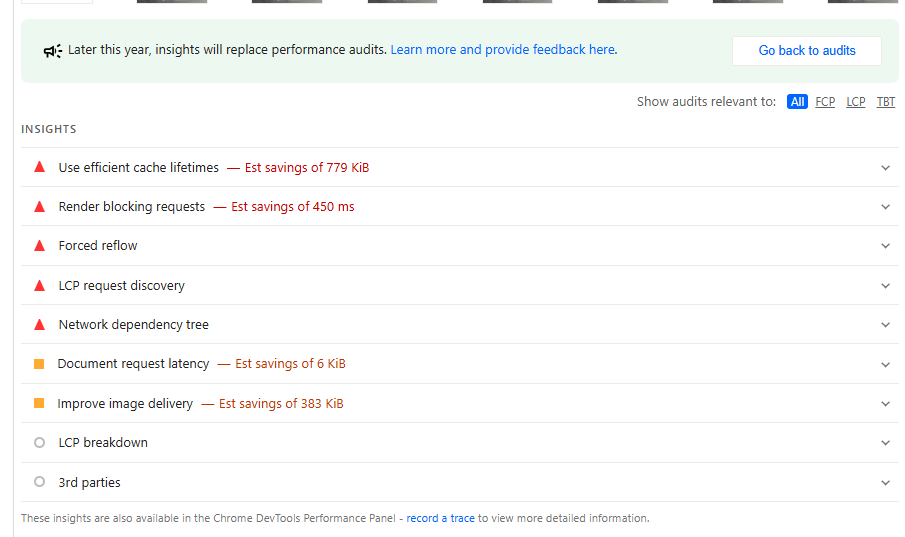 Later this year, insights will replace performance audits. Learn more and provide feedback here.
Go back to audits
Show audits relevant to: All FCP LCP TBT
INSIGHTS
Use efficient cache lifetimes — Est savings of 779 KiB
Render blocking requests — Est savings of 450 ms
Forced reflow
LCP request discovery
Network dependency tree
Document request latency — Est savings of 6 KiB
Improve image delivery — Est savings of 383 KiB
LCP breakdown
3rd parties
These insights are also available in the Chrome DevTools Performance Panel - record a trace to view more detailed information.